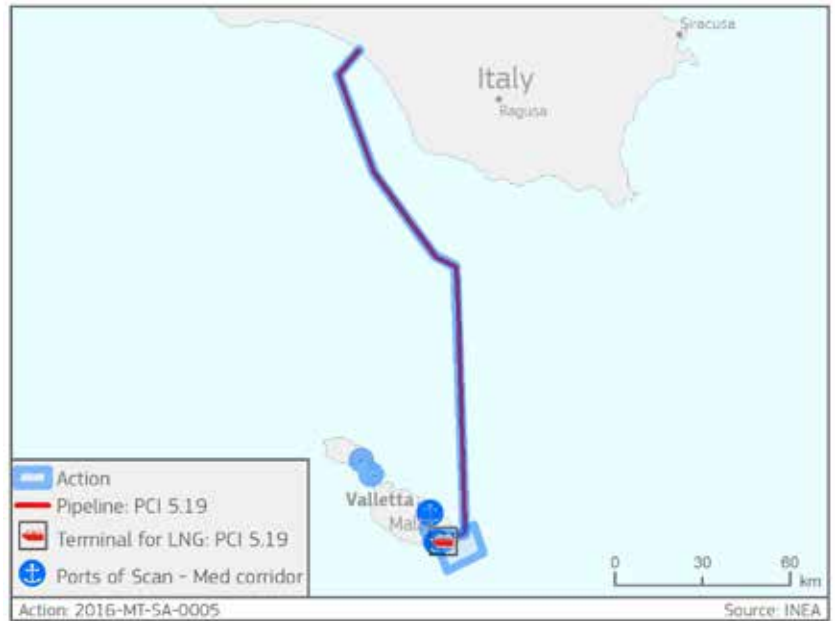 Siracusa
Italy
Ragusa
Valletta
Action
Pipeline: PCI 5.19
Terminal for LNG: PCI 5.19
Ports of Scan - Med corridor
0 30 60
km
Action: 2016-MT-SA-0005
Source: INEA